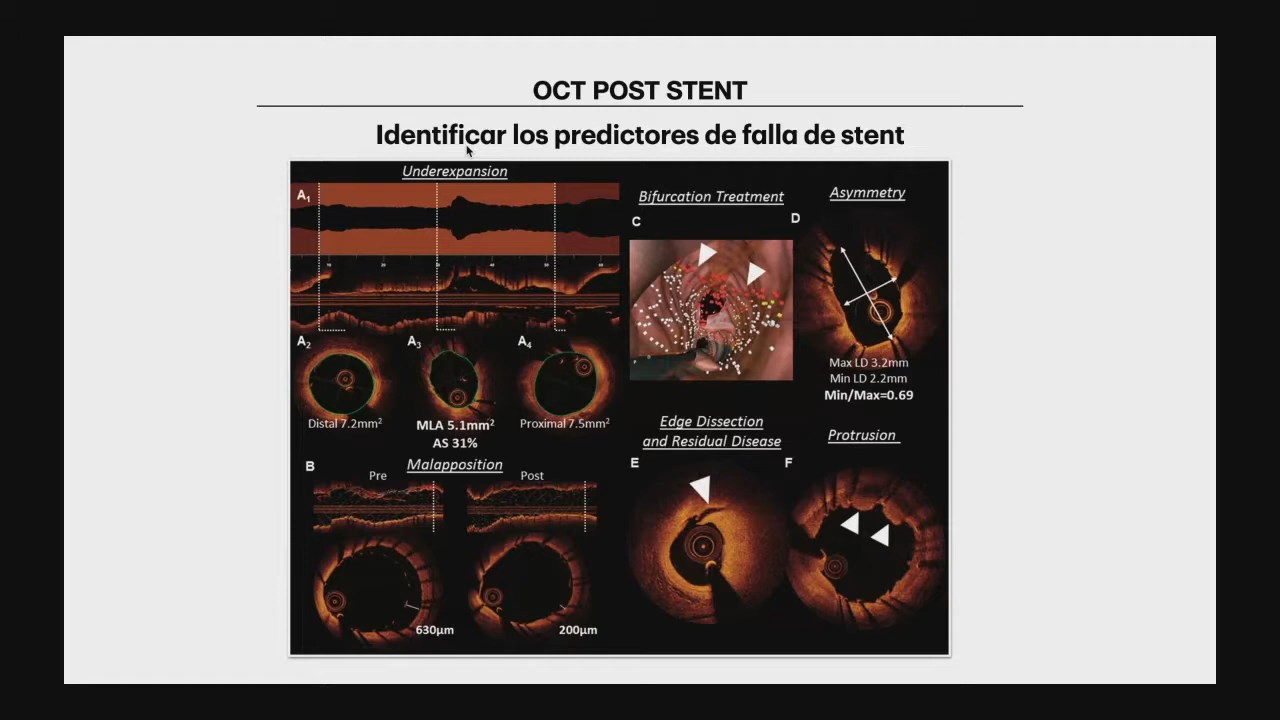 OCT POST STENT
Identificar los predictores de falla de stent
Underexpansion
A1
A2
A3
A4
Distal 7.2mm²
MLA 5.1mm²
AS 31%
Proximal 7.5mm²
B
Malapposition
Pre
Post
630µm
200µm
Bifurcation Treatment
C
Asymmetry
D
Max LD 3.2mm
Min LD 2.2mm
Min/Max=0.69
Edge Dissection
and Residual Disease
E
Protrusion
F